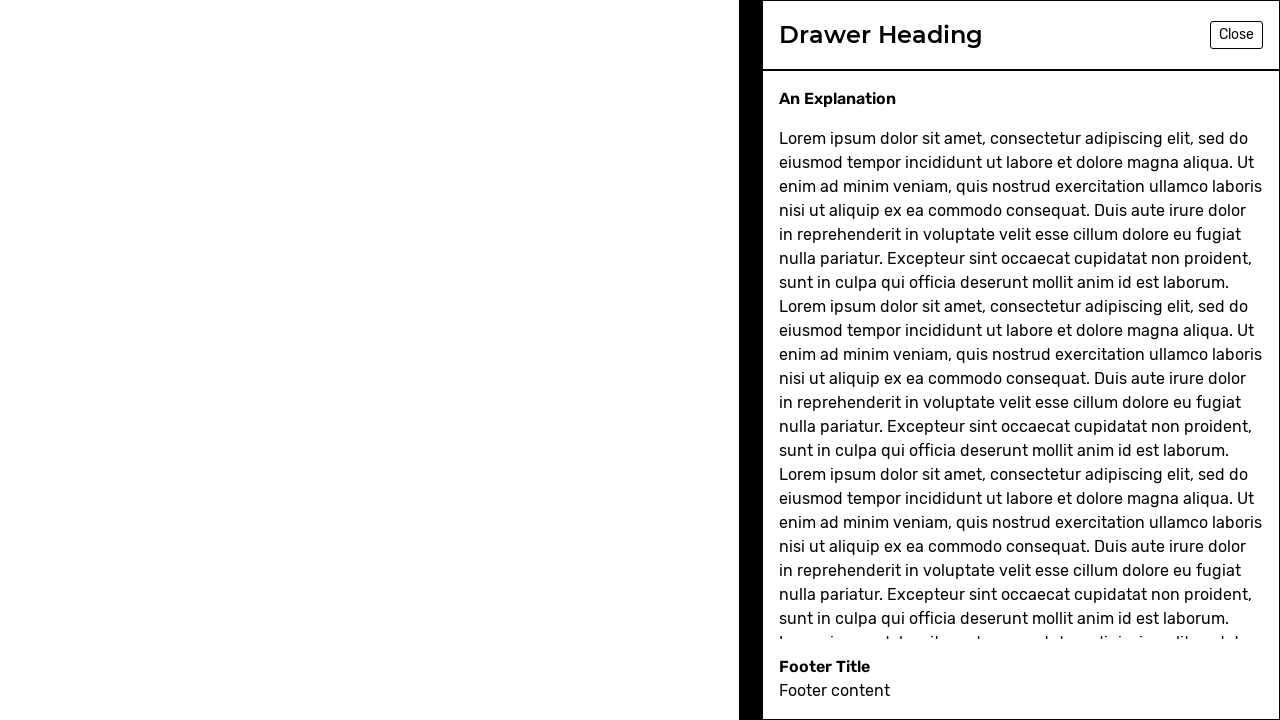 Drawer Heading
Close
An Explanation
Lorem ipsum dolor sit amet, consectetur adipiscing elit, sed do
eiusmod tempor incididunt ut labore et dolore magna aliqua. Ut
enim ad minim veniam, quis nostrud exercitation ullamco laboris
nisi ut aliquip ex ea commodo consequat. Duis aute irure dolor
in reprehenderit in voluptate velit esse cillum dolore eu fugiat
nulla pariatur. Excepteur sint occaecat cupidatat non proident,
sunt in culpa qui officia deserunt mollit anim id est laborum.
Lorem ipsum dolor sit amet, consectetur adipiscing elit, sed do
eiusmod tempor incididunt ut labore et dolore magna aliqua. Ut
enim ad minim veniam, quis nostrud exercitation ullamco laboris
nisi ut aliquip ex ea commodo consequat. Duis aute irure dolor
in reprehenderit in voluptate velit esse cillum dolore eu fugiat
nulla pariatur. Excepteur sint occaecat cupidatat non proident,
sunt in culpa qui officia deserunt mollit anim id est laborum.
Lorem ipsum dolor sit amet, consectetur adipiscing elit, sed do
eiusmod tempor incididunt ut labore et dolore magna aliqua. Ut
enim ad minim veniam, quis nostrud exercitation ullamco laboris
nisi ut aliquip ex ea commodo consequat. Duis aute irure dolor
in reprehenderit in voluptate velit esse cillum dolore eu fugiat
nulla pariatur. Excepteur sint occaecat cupidatat non proident,
sunt in culpa qui officia deserunt mollit anim id est laborum.
Footer Title
Footer content